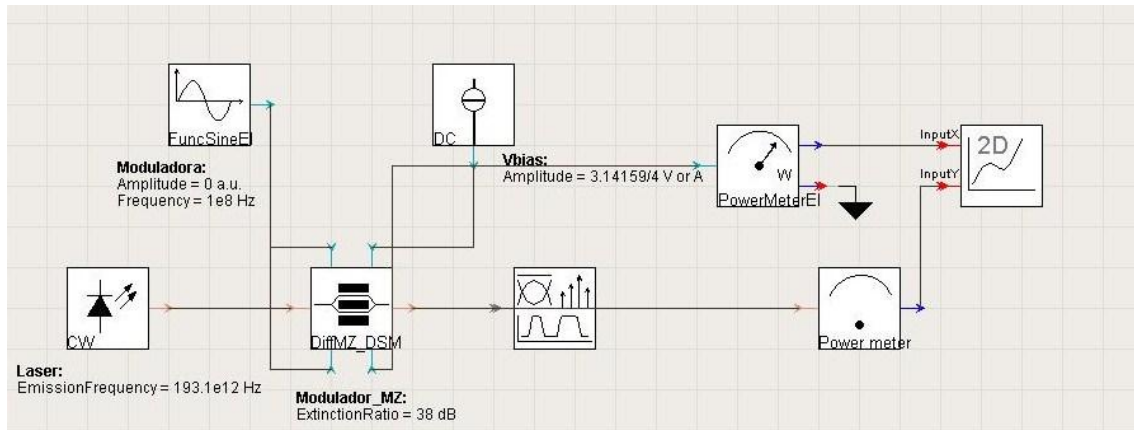 FuncSineEl
Moduladora:
Amplitude = 0 a.u.
Frequency = 1e8 Hz
DC
Vbias:
Amplitude = 3.14159/4 V or A
W
PowerMeterEl
InputX
InputY
2D
CW
Laser:
EmissionFrequency = 193.1e12 Hz
DiffMZ_DSM
Modulador_MZ:
ExtinctionRatio = 38 dB
Power meter